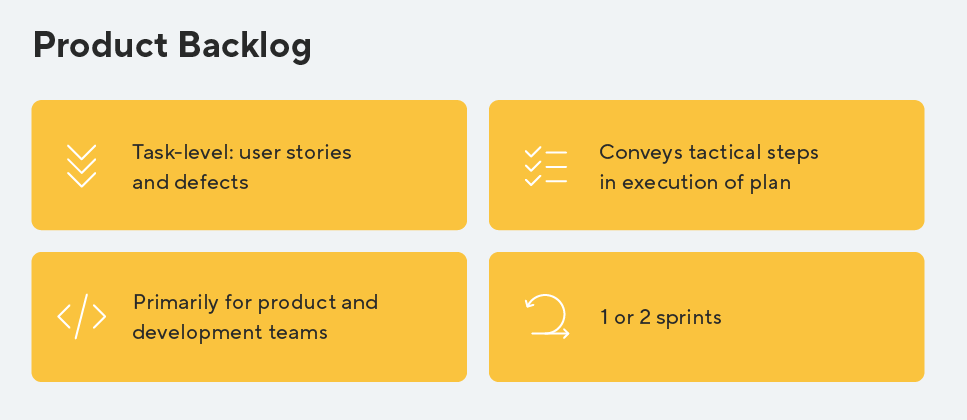 Product Backlog
Task-level: user stories
and defects
Conveys tactical steps
in execution of plan
Primarily for product and
development teams
1 or 2 sprints